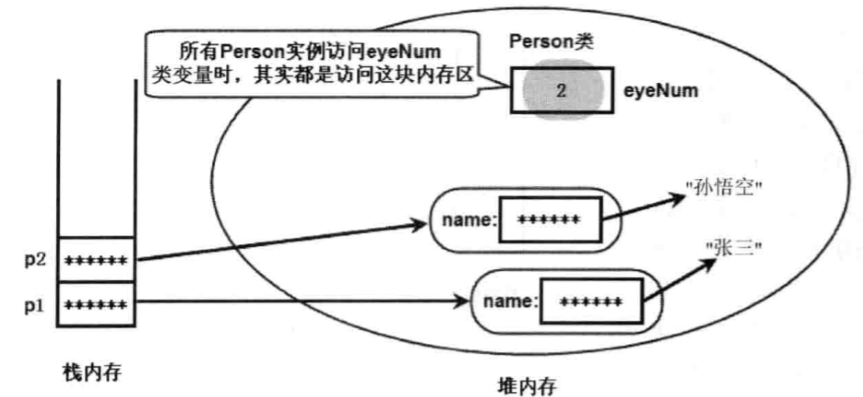 所有Person实例访问eyeNum
类变量时，其实都是访问这块内存区
Person类
2
eyeNum
"孙悟空"
name:
******
"张三"
p2
******
name:
******
p1
******
栈内存
堆内存